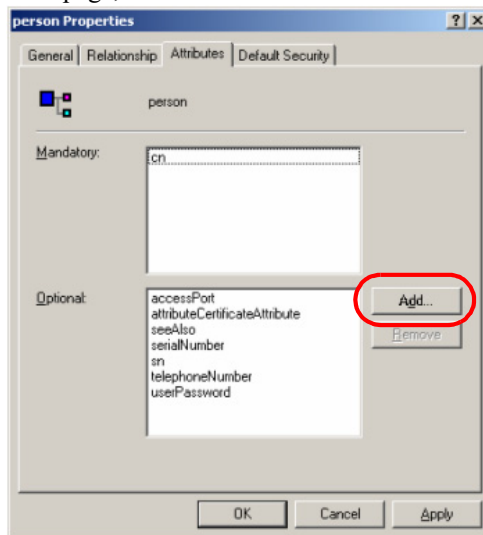 person Properties
? ×
General Relationship Attributes Default Security
person
Mandatory:
cn
Optional:
accessPort
attributeCertificateAttribute
seeAlso
serialNumber
sn
telephoneNumber
userPassword
Add...
Remove
OK Cancel Apply